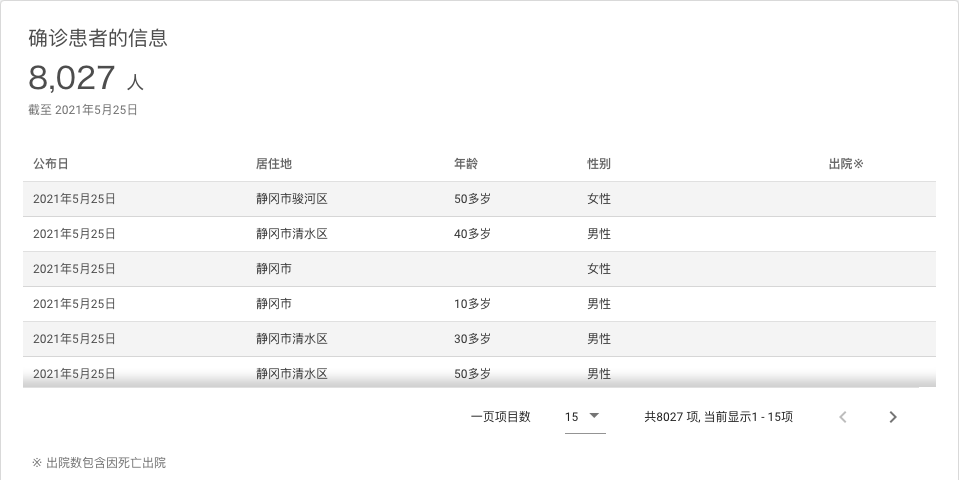 确诊患者的信息
8,027 人
截至 2021年5月25日
公布日 居住地 年龄 性别 出院※
2021年5月25日 静冈市骏河区 50多岁 女性
2021年5月25日 静冈市清水区 40多岁 男性
2021年5月25日 静冈市 女性
2021年5月25日 静冈市 10多岁 男性
2021年5月25日 静冈市清水区 30多岁 男性
2021年5月25日 静冈市清水区 50多岁 男性
一页项目数 15 共8027 项, 当前显示1 - 15项
※ 出院数包含因死亡出院